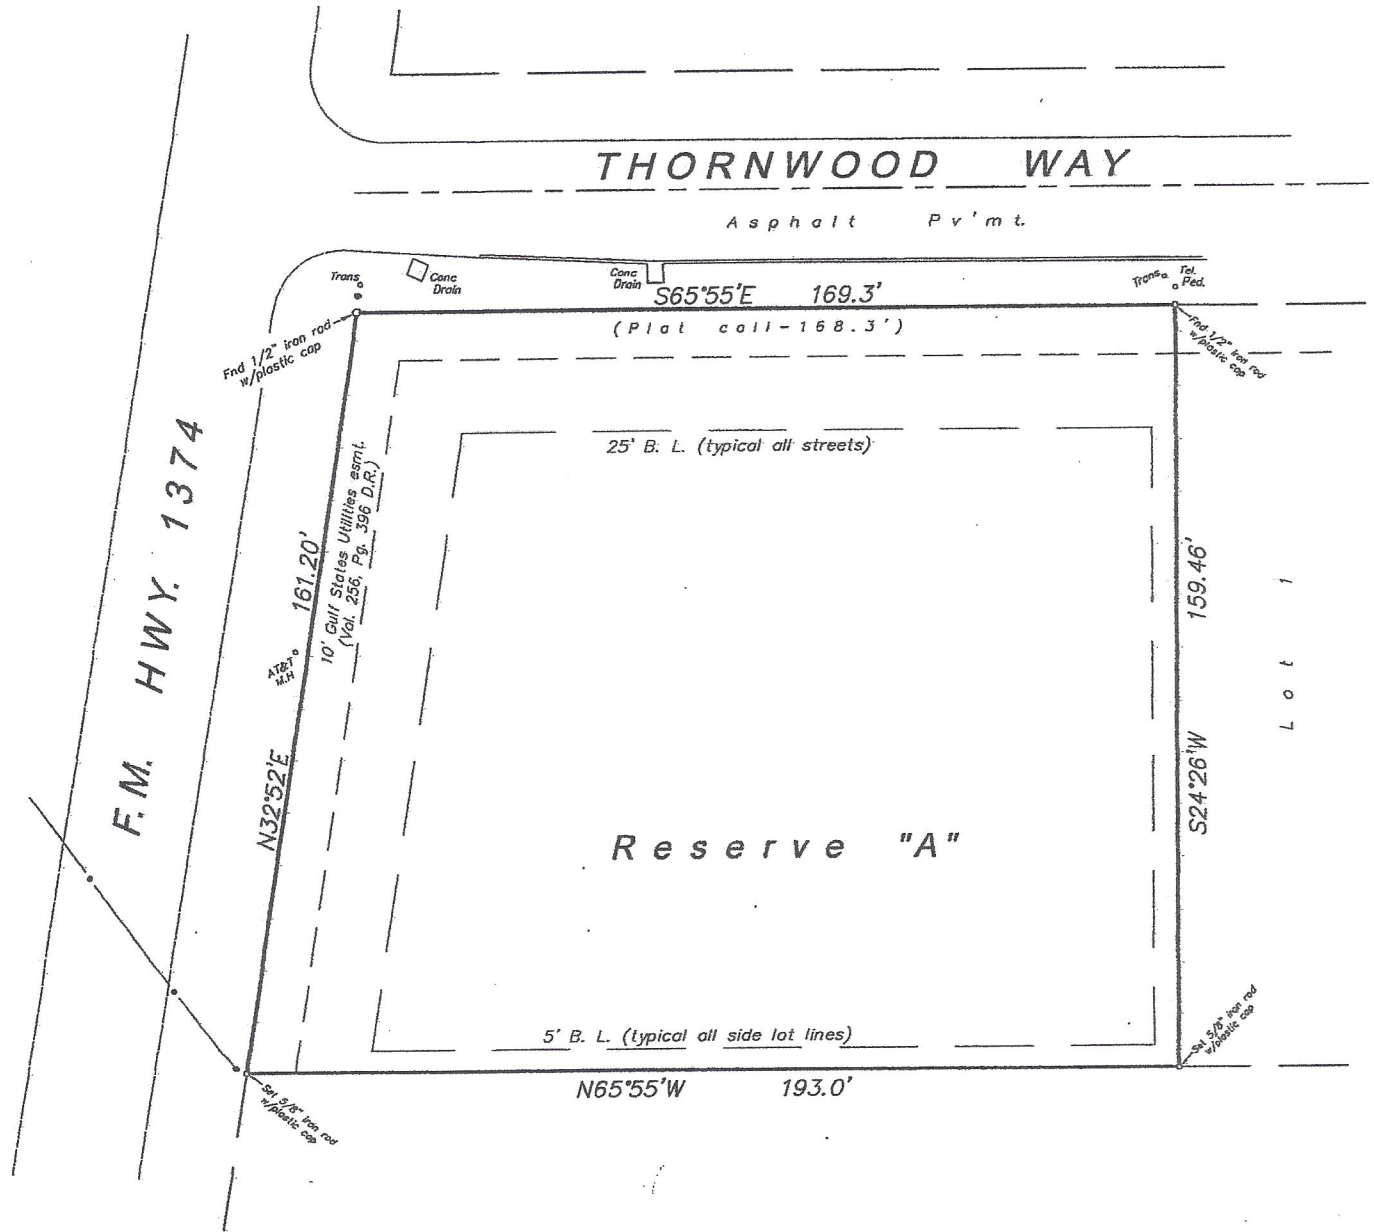 THORNWOOD WAY
Asphalt Pv'mt.
Trans
Conc
Drain
Conc
Drain
Trans
Tel.
Ped.
S65°55'E 169.3'
(Plat call-168.3')
Fnd 1/2" iron rod
w/plastic cap
Fnd 1/2" iron rod
w/plastic cap
25' B. L. (typical all streets)
F.M. HWY. 1374
161.20'
N32°52'E
10' Gulf States Utilities esmt.
(Vol. 256, Pg. 396 D.R.)
AT&T
M.H
159.46'
S24°26'W
Lot 1
Reserve "A"
5' B. L. (typical all side lot lines)
N65°55'W 193.0'
Set 5/8" iron rod
w/plastic cap
Set 5/8" iron rod
w/plastic cap